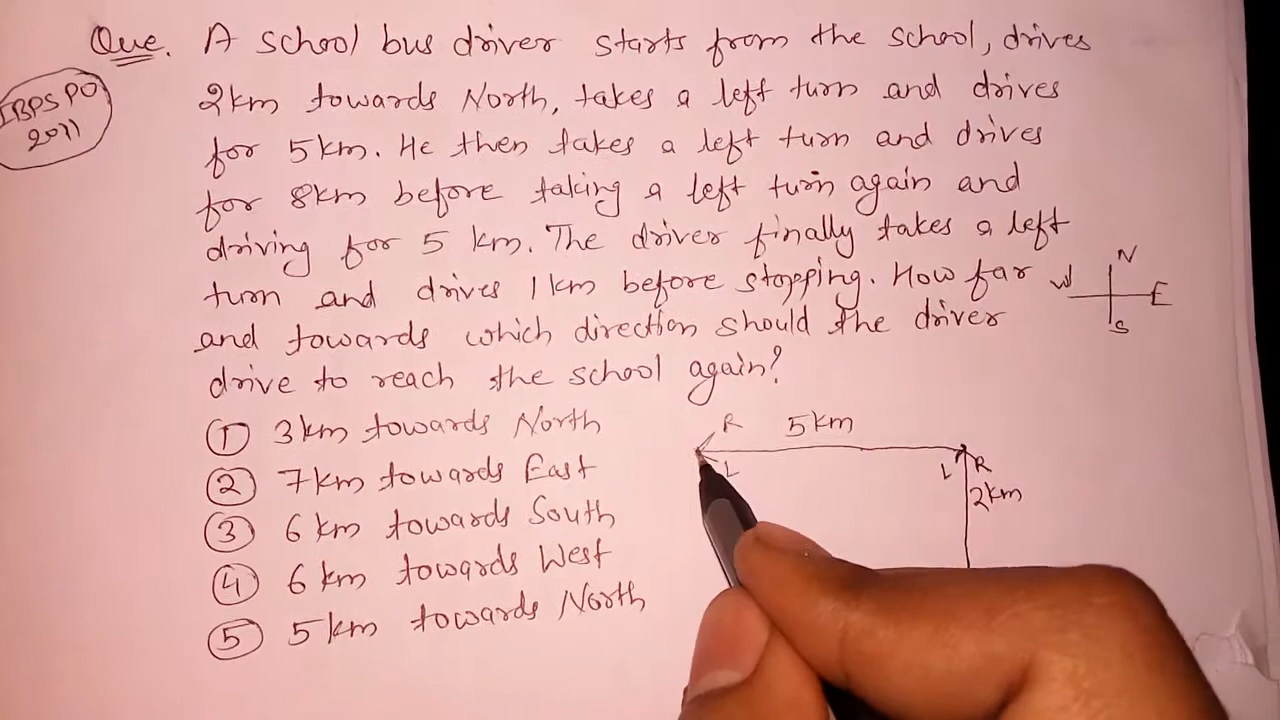 Que. A school bus driver starts from the school, drives
IBPS PO
2011
2km towards North, takes a left turn and drives
for 5km. He then takes a left turn and drives
for 8km before taking a left turn again and
driving for 5 km. The driver finally takes a left
turn and drives 1km before stopping. How far
and towards which direction should the driver
drive to reach the school again?
N
W E
S
① 3km towards North
② 7km towards East
③ 6km towards South
④ 6km towards West
⑤ 5km towards North
R 5km
L L R
2km